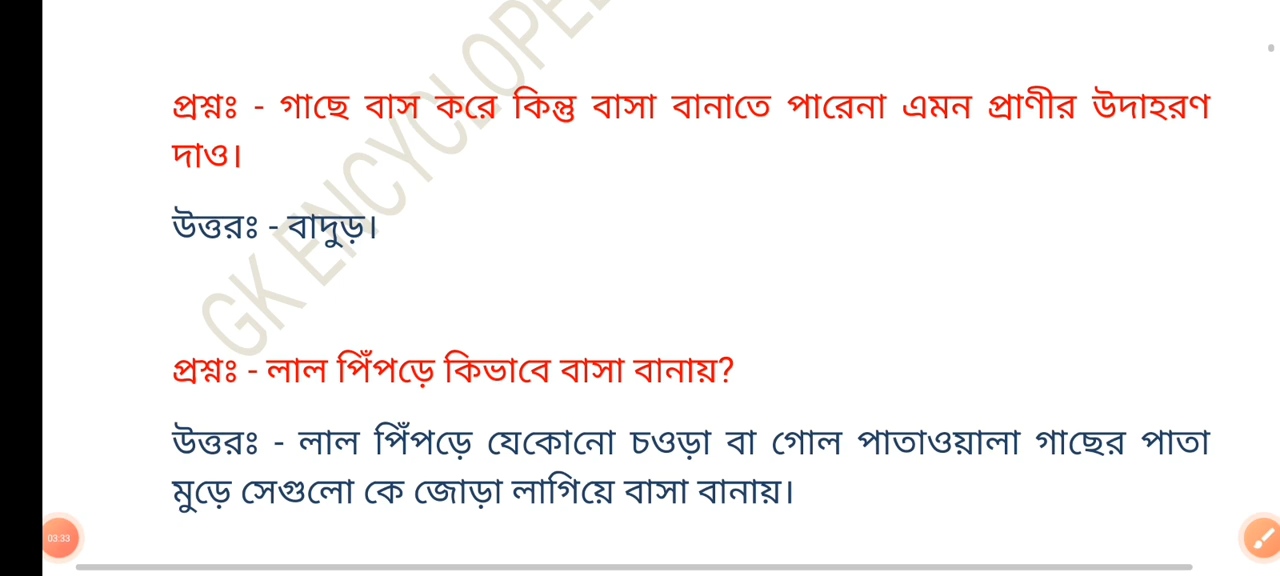 প্রশ্নঃ - গাছে বাস করে কিন্তু বাসা বানাতে পারেনা এমন প্রাণীর উদাহরণ
দাও।
উত্তরঃ - বাদুড়।
GK ENCYCLOPE
প্রশ্নঃ - লাল পিঁপড়ে কিভাবে বাসা বানায়?
উত্তরঃ - লাল পিঁপড়ে যেকোনো চওড়া বা গোল পাতাওয়ালা গাছের পাতা
মুড়ে সেগুলো কে জোড়া লাগিয়ে বাসা বানায়।
03:33